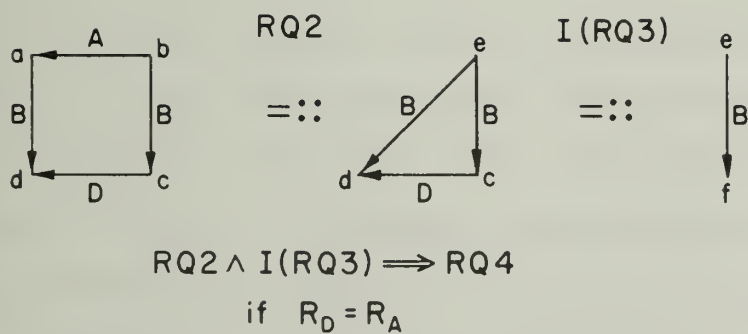 RQ2 I(RQ3)
a A b e e
B B =:: B B =:: B
d D c d D c f
RQ2 ∧ I(RQ3) ⟹ RQ4
if R_D = R_A